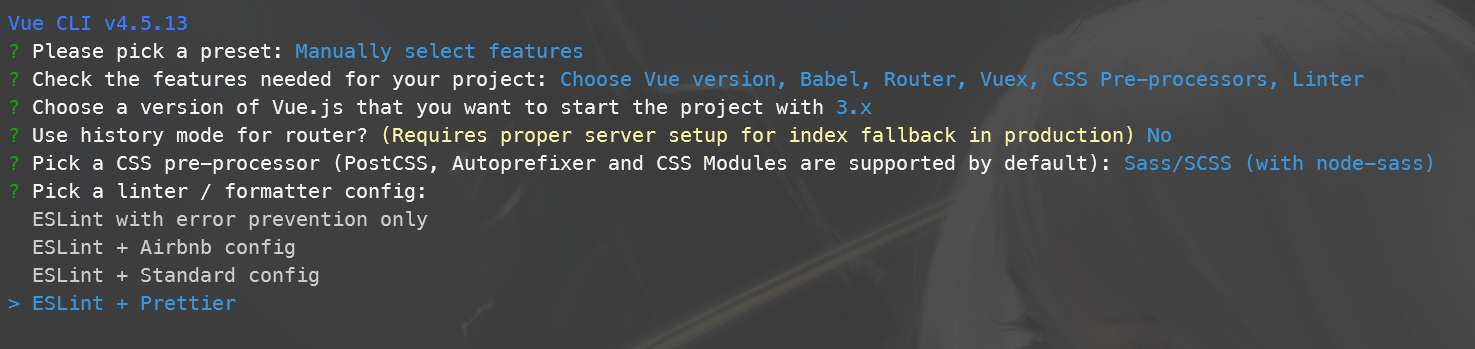 Vue CLI v4.5.13
? Please pick a preset: Manually select features
? Check the features needed for your project: Choose Vue version, Babel, Router, Vuex, CSS Pre-processors, Linter
? Choose a version of Vue.js that you want to start the project with 3.x
? Use history mode for router? (Requires proper server setup for index fallback in production) No
? Pick a CSS pre-processor (PostCSS, Autoprefixer and CSS Modules are supported by default): Sass/SCSS (with node-sass)
? Pick a linter / formatter config:
ESLint with error prevention only
ESLint + Airbnb config
ESLint + Standard config
> ESLint + Prettier